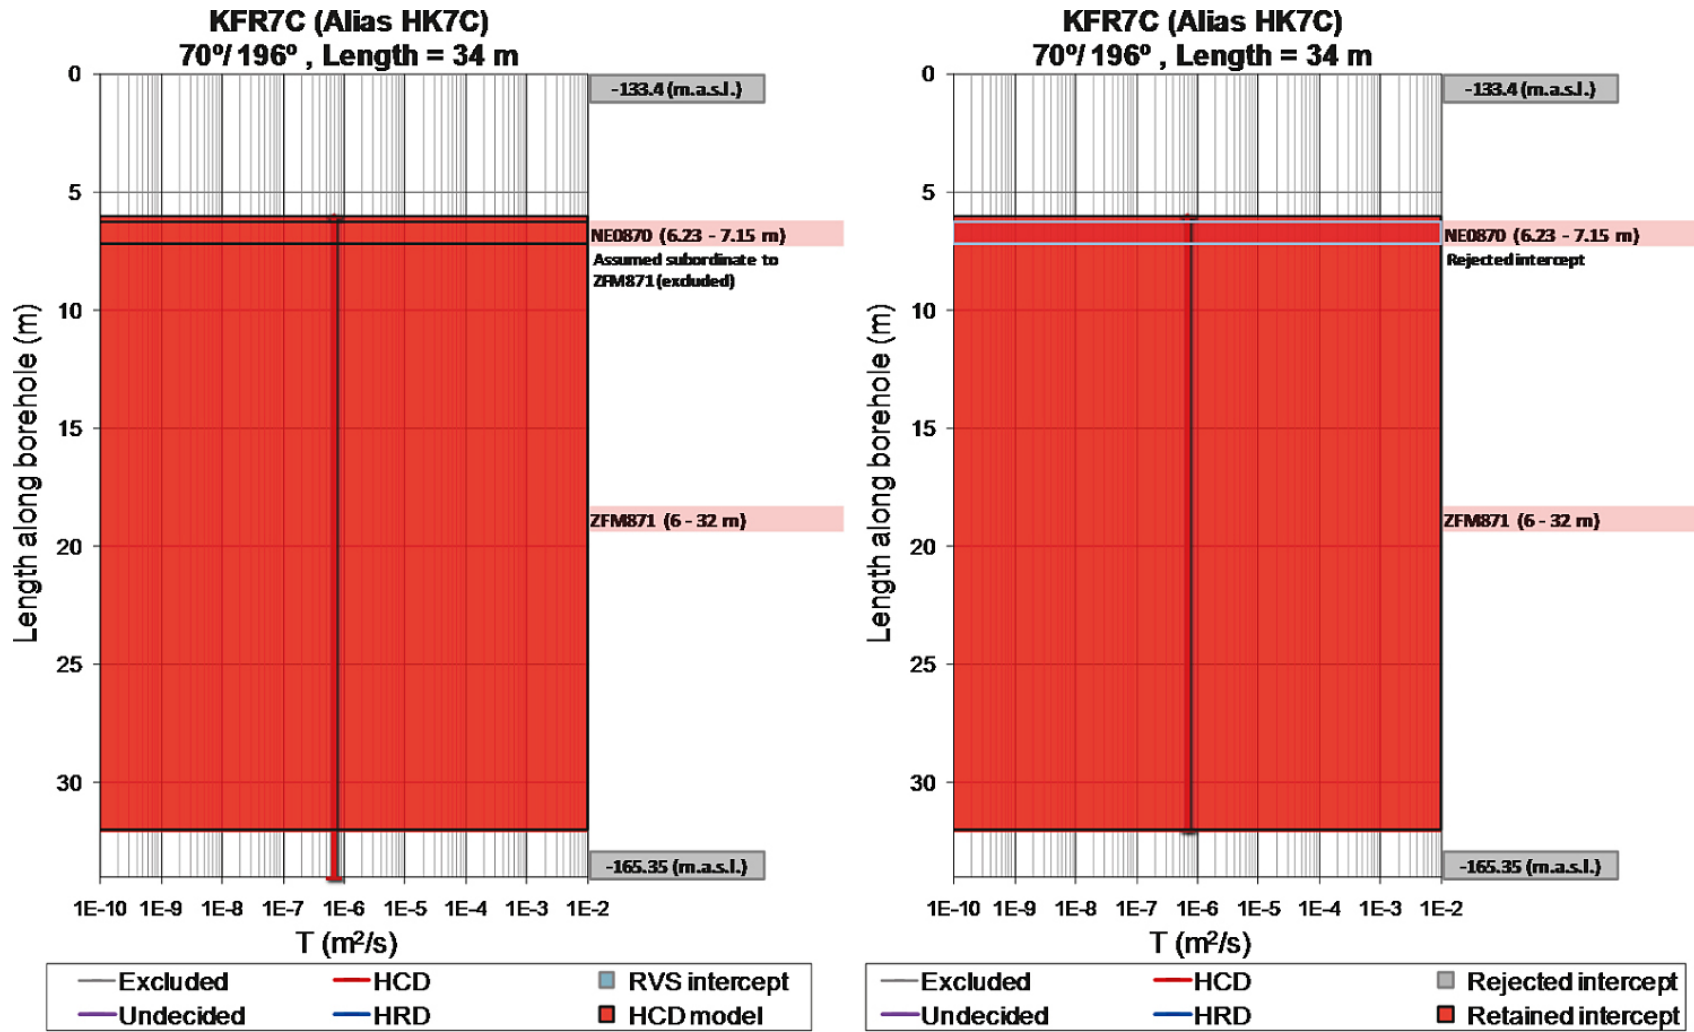 KFR7C (Alias HK7C)
70º/ 196º , Length = 34 m
0
5
10
15
20
25
30
Length along borehole (m)
-133.4 (m.a.s.l.)
NE0870 (6.23 - 7.15 m)
Assumed subordinate to
ZFM871 (excluded)
ZFM871 (6 - 32 m)
-165.35 (m.a.s.l.)
1E-10 1E-9 1E-8 1E-7 1E-6 1E-5 1E-4 1E-3 1E-2
T (m²/s)
Excluded HCD RVS intercept
Undecided HRD HCD model
KFR7C (Alias HK7C)
70º/ 196º , Length = 34 m
0
5
10
15
20
25
30
Length along borehole (m)
-133.4 (m.a.s.l.)
NE0870 (6.23 - 7.15 m)
Rejected intercept
ZFM871 (6 - 32 m)
-165.35 (m.a.s.l.)
1E-10 1E-9 1E-8 1E-7 1E-6 1E-5 1E-4 1E-3 1E-2
T (m²/s)
Excluded HCD Rejected intercept
Undecided HRD Retained intercept